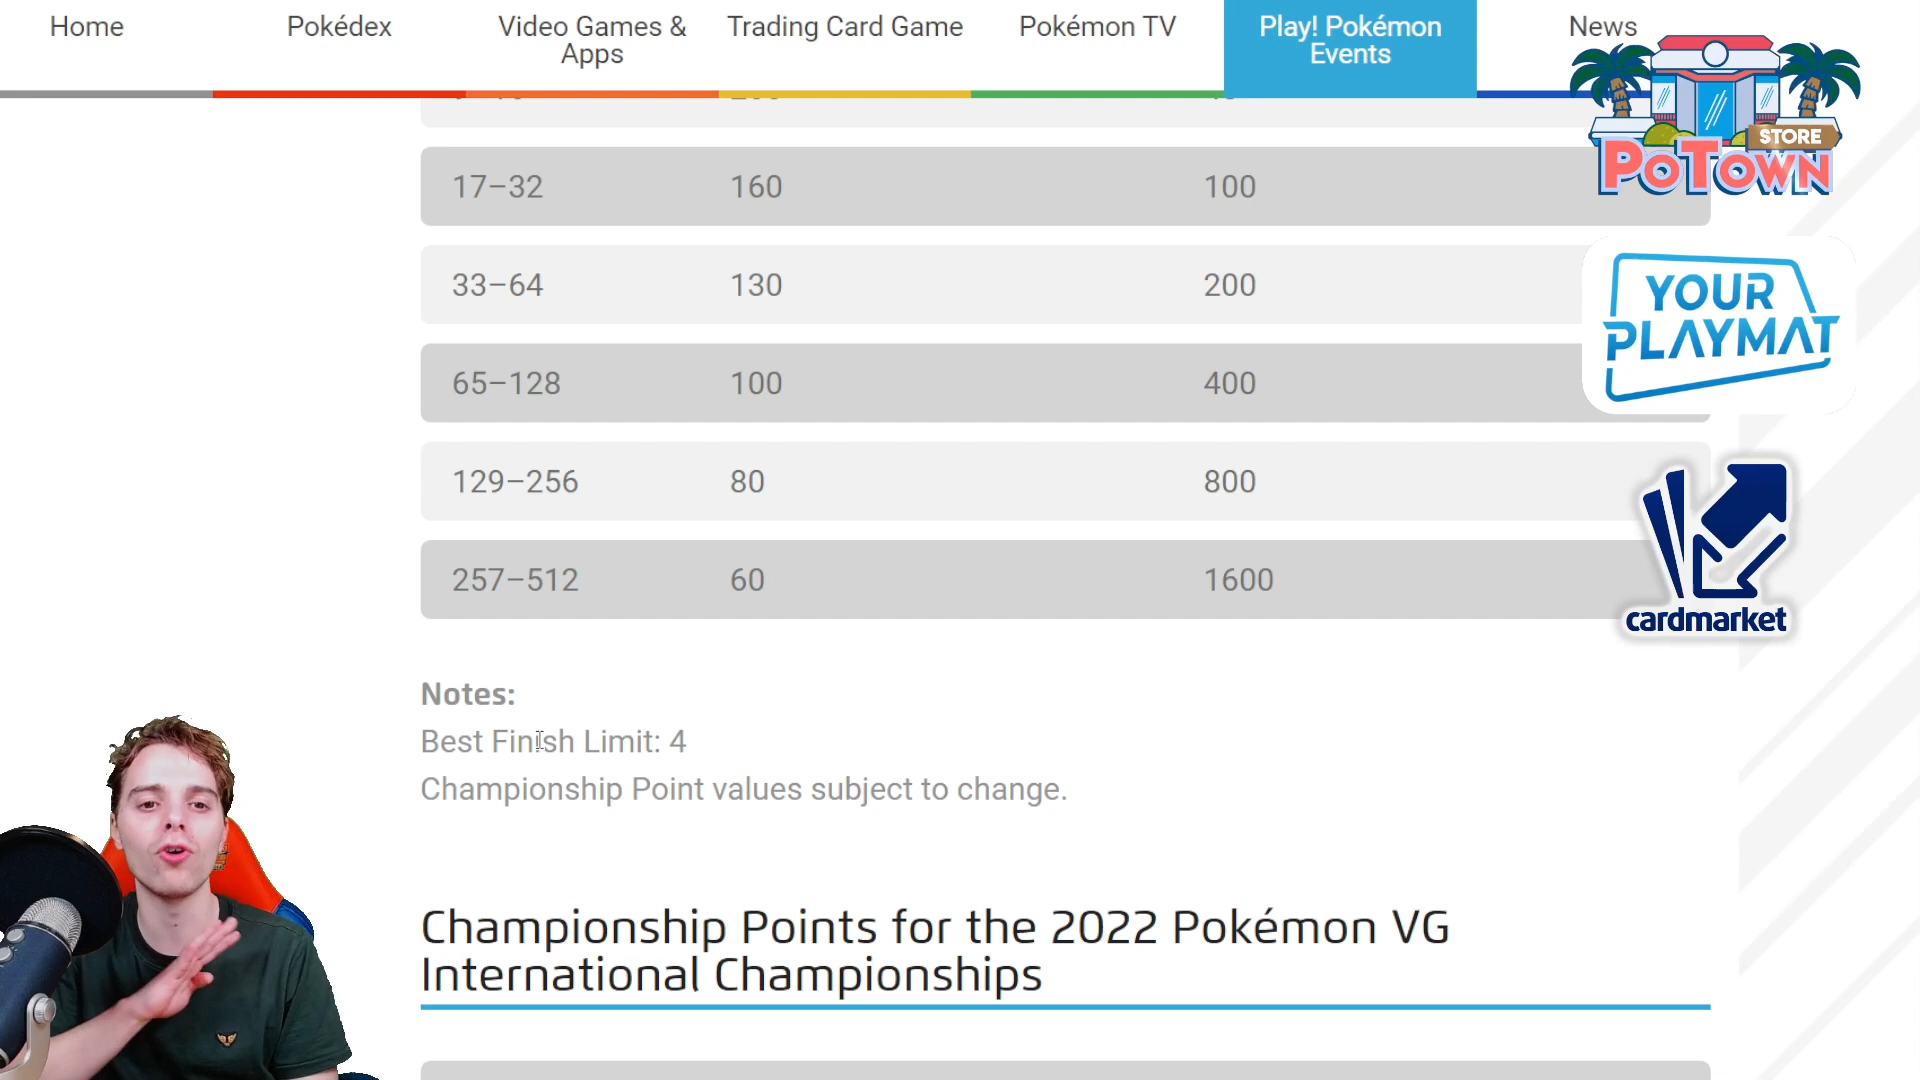 Home
Pokédex
Video Games &
Apps
Trading Card Game
Pokémon TV
Play! Pokémon
Events
News
STORE
POTOWN
17–32 160 100
33–64 130 200
YOUR
PLAYMAT
65–128 100 400
129–256 80 800
257–512 60 1600
cardmarket
Notes:
Best Finish Limit: 4
Championship Point values subject to change.
Championship Points for the 2022 Pokémon VG
International Championships